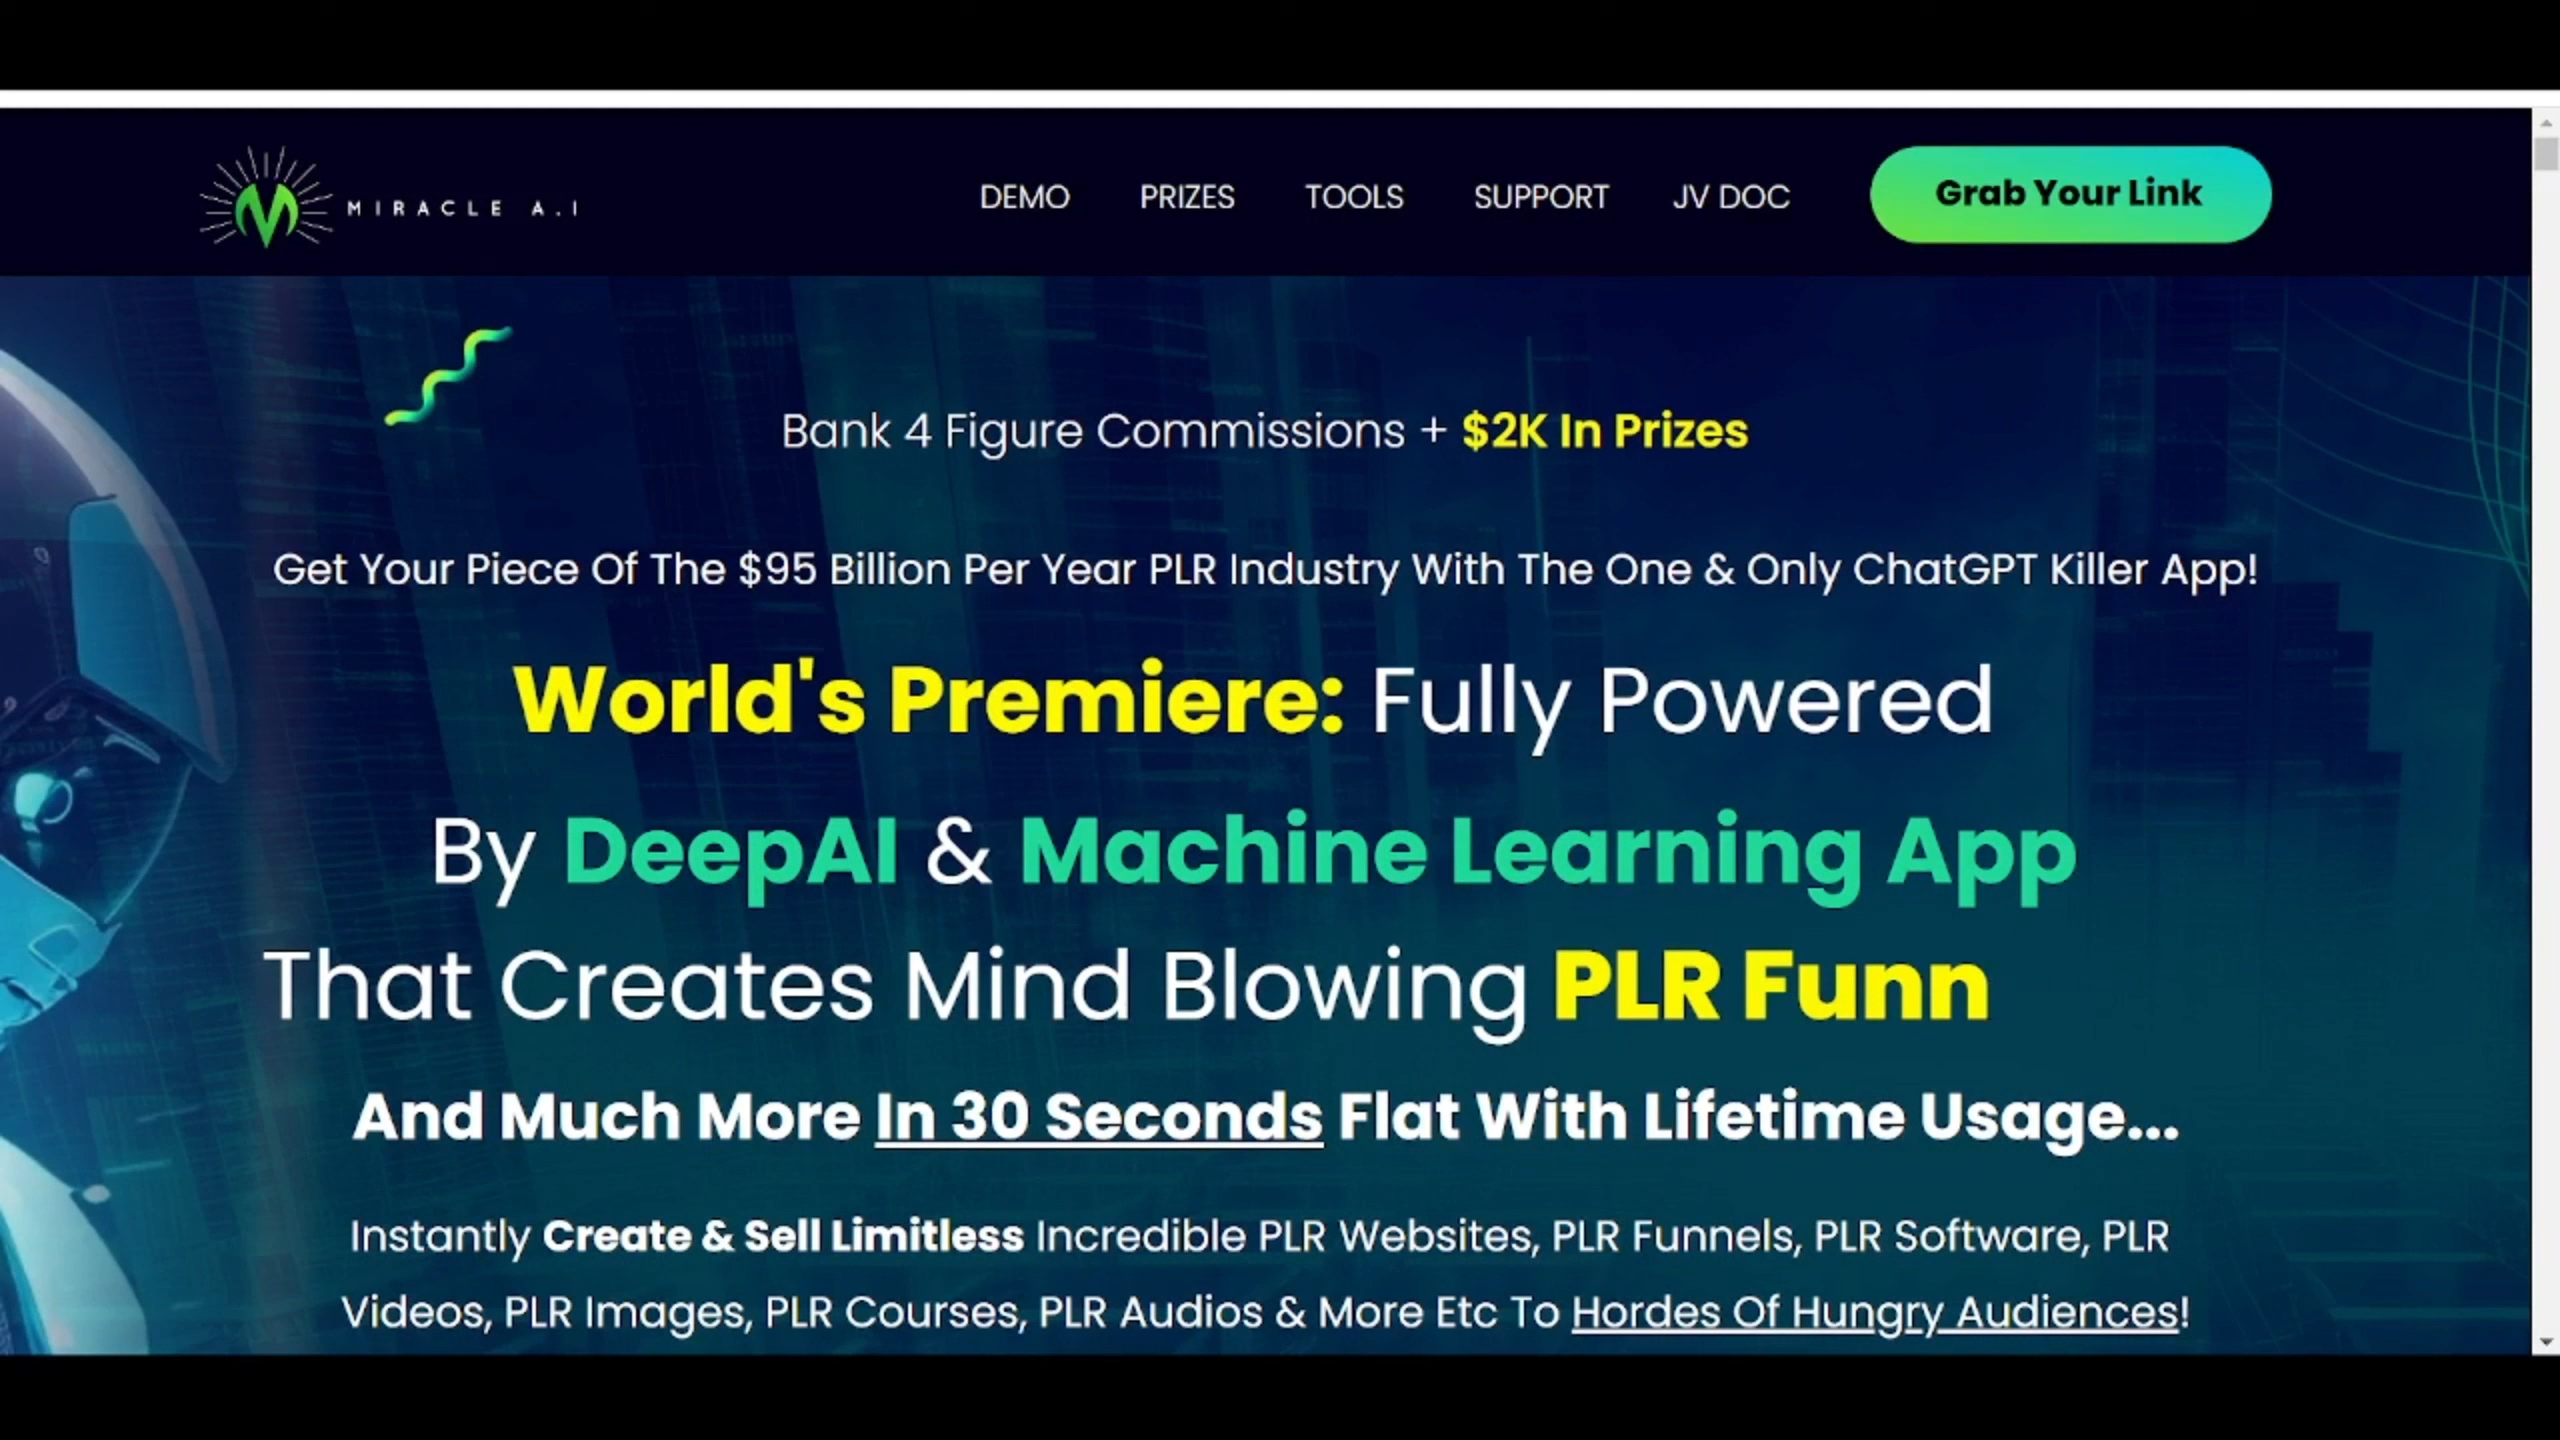 MIRACLE A.I
DEMO PRIZES TOOLS SUPPORT JV DOC Grab Your Link
Bank 4 Figure Commissions + $2K In Prizes
Get Your Piece Of The $95 Billion Per Year PLR Industry With The One & Only ChatGPT Killer App!
World's Premiere: Fully Powered
By DeepAI & Machine Learning App
That Creates Mind Blowing PLR Funn
And Much More In 30 Seconds Flat With Lifetime Usage...
Instantly Create & Sell Limitless Incredible PLR Websites, PLR Funnels, PLR Software, PLR
Videos, PLR Images, PLR Courses, PLR Audios & More Etc To Hordes Of Hungry Audiences!